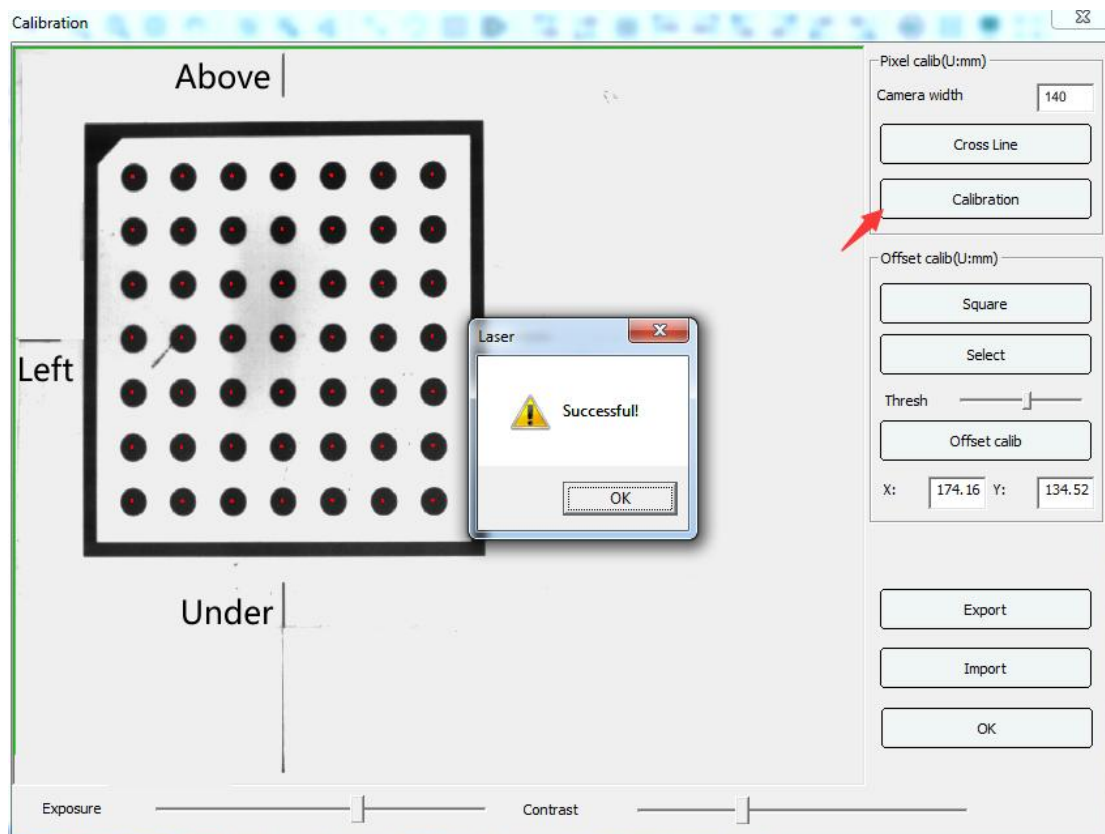 Calibration
Above
Left
Under
Laser
Successful!
OK
Pixel calib(U:mm)
Camera width 140
Cross Line
Calibration
Offset calib(U:mm)
Square
Select
Thresh
Offset calib
X: 174.16 Y: 134.52
Export
Import
OK
Exposure Contrast